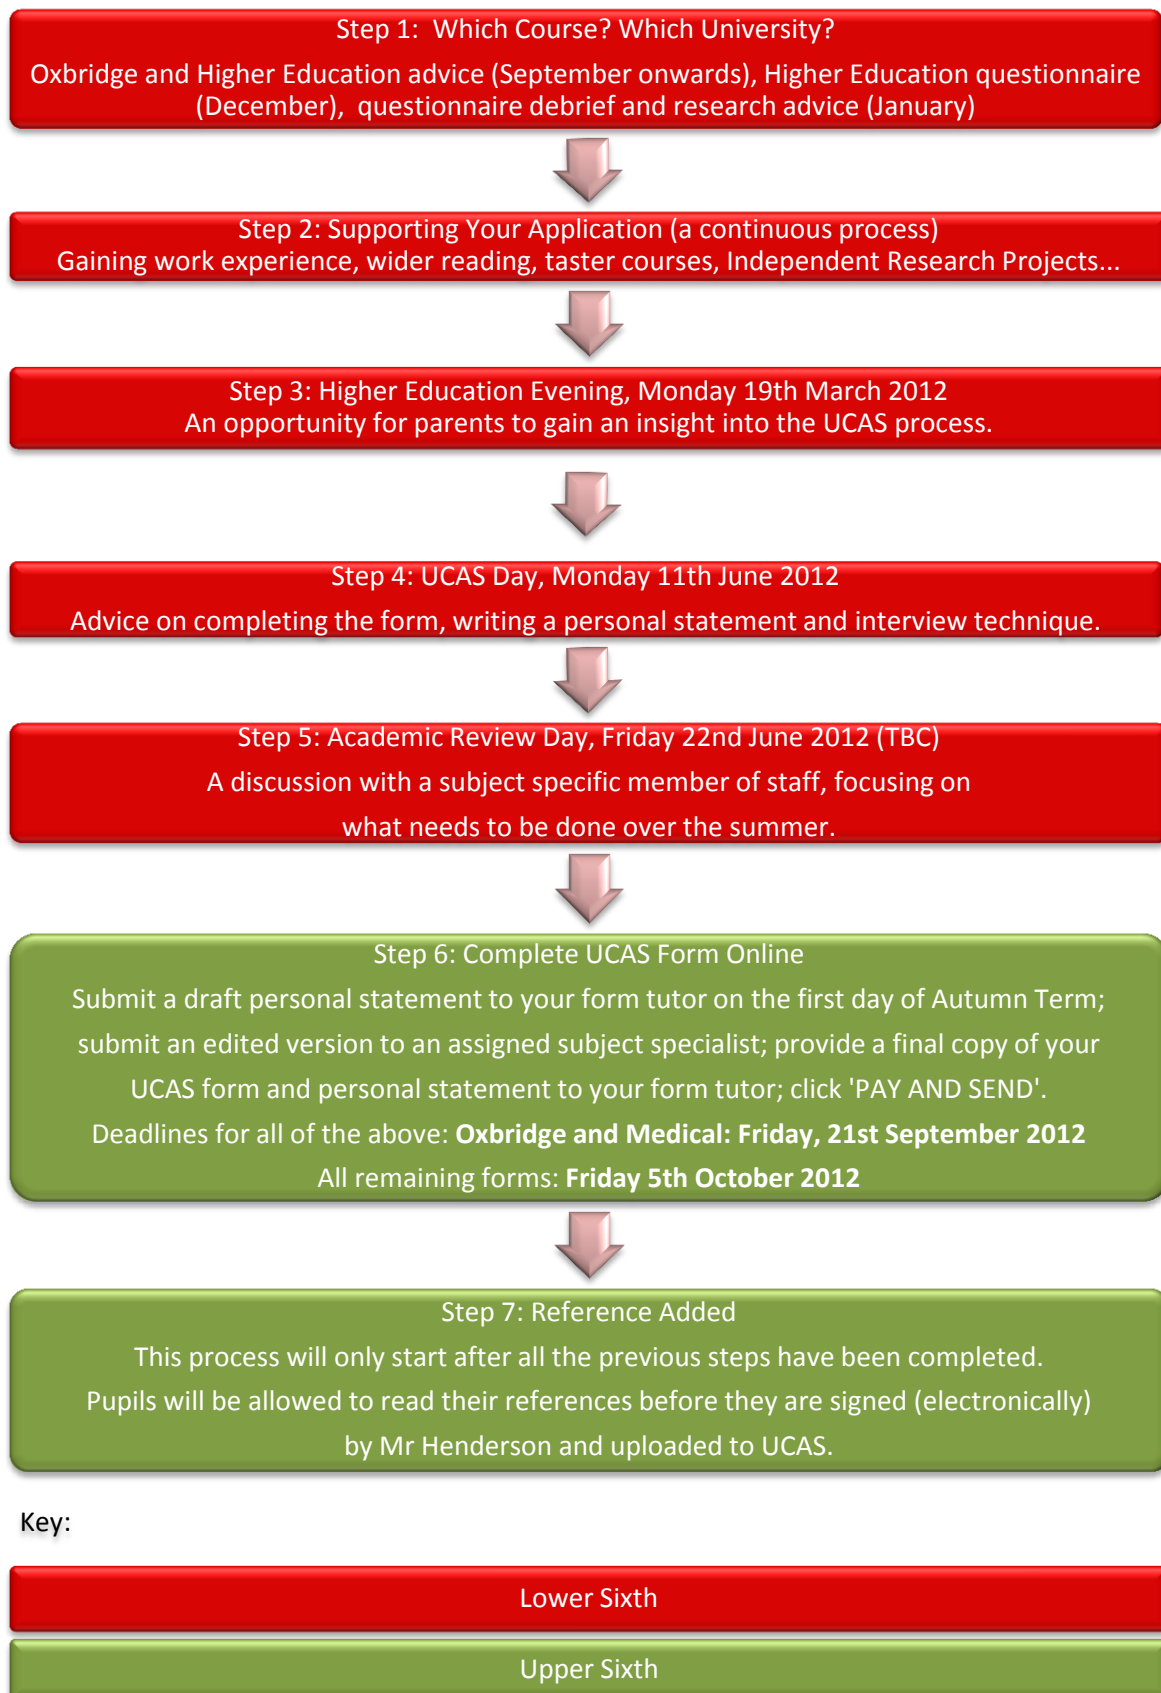 Step 1:  Which Course? Which University?
Oxbridge and Higher Education advice (September onwards), Higher Education questionnaire
(December),  questionnaire debrief and research advice (January)
Step 2: Supporting Your Application (a continuous process)
Gaining work experience, wider reading, taster courses, Independent Research Projects...
Step 3: Higher Education Evening, Monday 19th March 2012
An opportunity for parents to gain an insight into the UCAS process.
Step 4: UCAS Day, Monday 11th June 2012
Advice on completing the form, writing a personal statement and interview technique.
Step 5: Academic Review Day, Friday 22nd June 2012 (TBC)
A discussion with a subject specific member of staff, focusing on
what needs to be done over the summer.
Step 6: Complete UCAS Form Online
Submit a draft personal statement to your form tutor on the first day of Autumn Term;
submit an edited version to an assigned subject specialist; provide a final copy of your
UCAS form and personal statement to your form tutor; click 'PAY AND SEND'.
Deadlines for all of the above: Oxbridge and Medical: Friday, 21st September 2012
All remaining forms: Friday 5th October 2012
Step 7: Reference Added
This process will only start after all the previous steps have been completed.
Pupils will be allowed to read their references before they are signed (electronically)
by Mr Henderson and uploaded to UCAS.
Key:
Lower Sixth
Upper Sixth